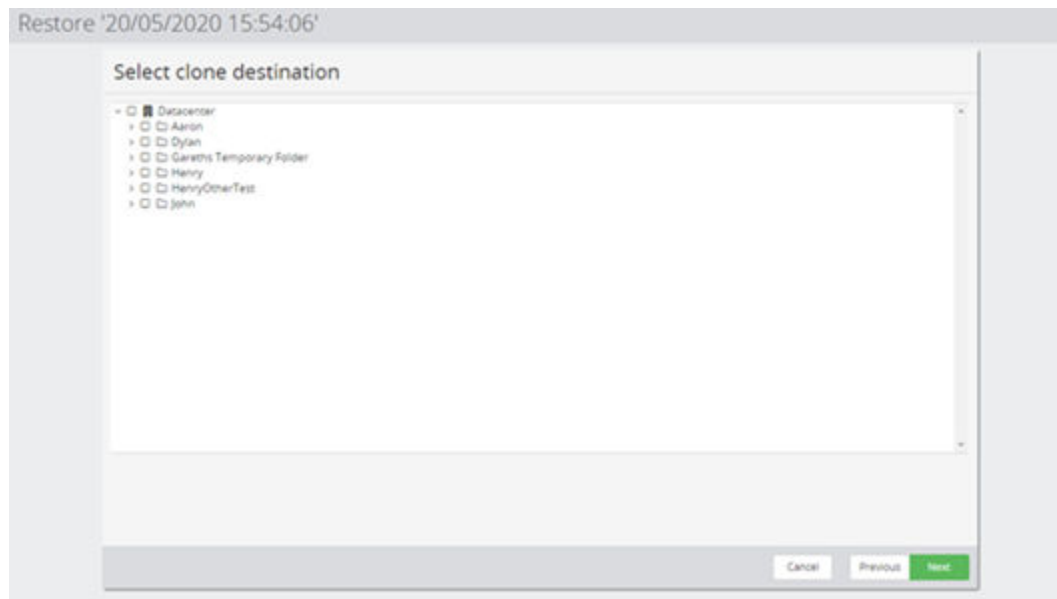 Restore '20/05/2020 15:54:06'
Select clone destination
Datacenter
Aaron
Dylan
Gareths Temporary Folder
Henry
HenryOtherTest
John
Cancel Previous Next